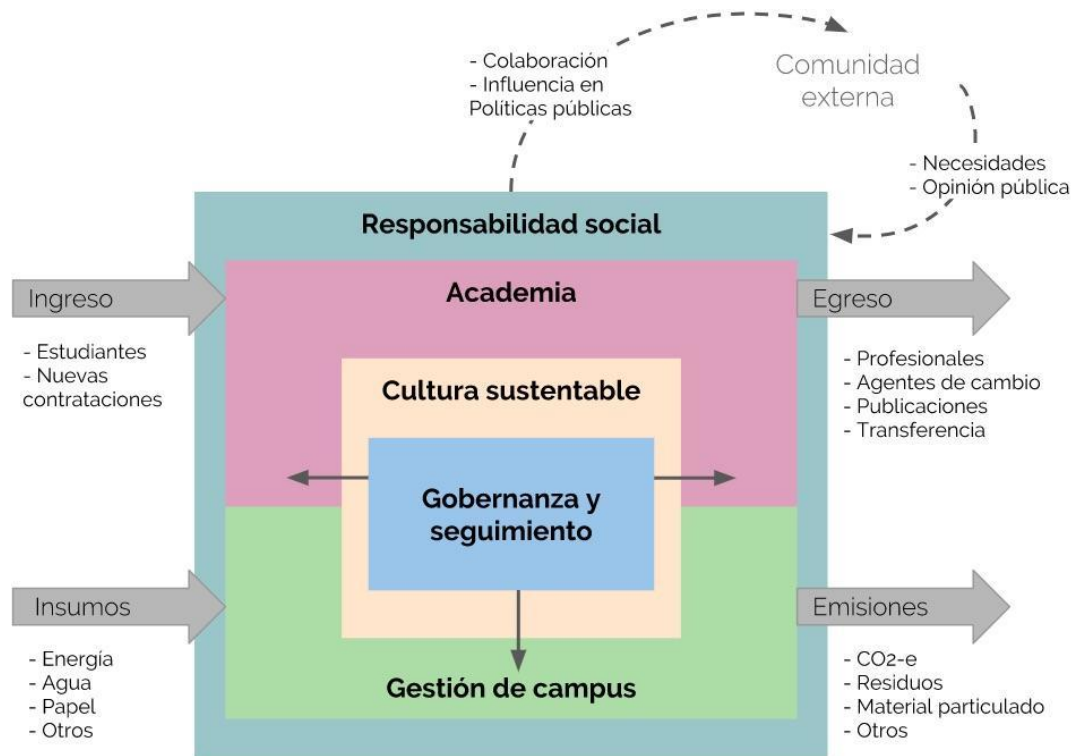 - Colaboración
- Influencia en
Políticas públicas
Comunidad
externa
- Necesidades
- Opinión pública
Responsabilidad social
Ingreso
Academia
Egreso
- Estudiantes
- Nuevas
contrataciones
- Profesionales
- Agentes de cambio
- Publicaciones
- Transferencia
Cultura sustentable
Gobernanza y
seguimiento
Insumos
Emisiones
- Energía
- Agua
- Papel
- Otros
Gestión de campus
- CO2-e
- Residuos
- Material particulado
- Otros